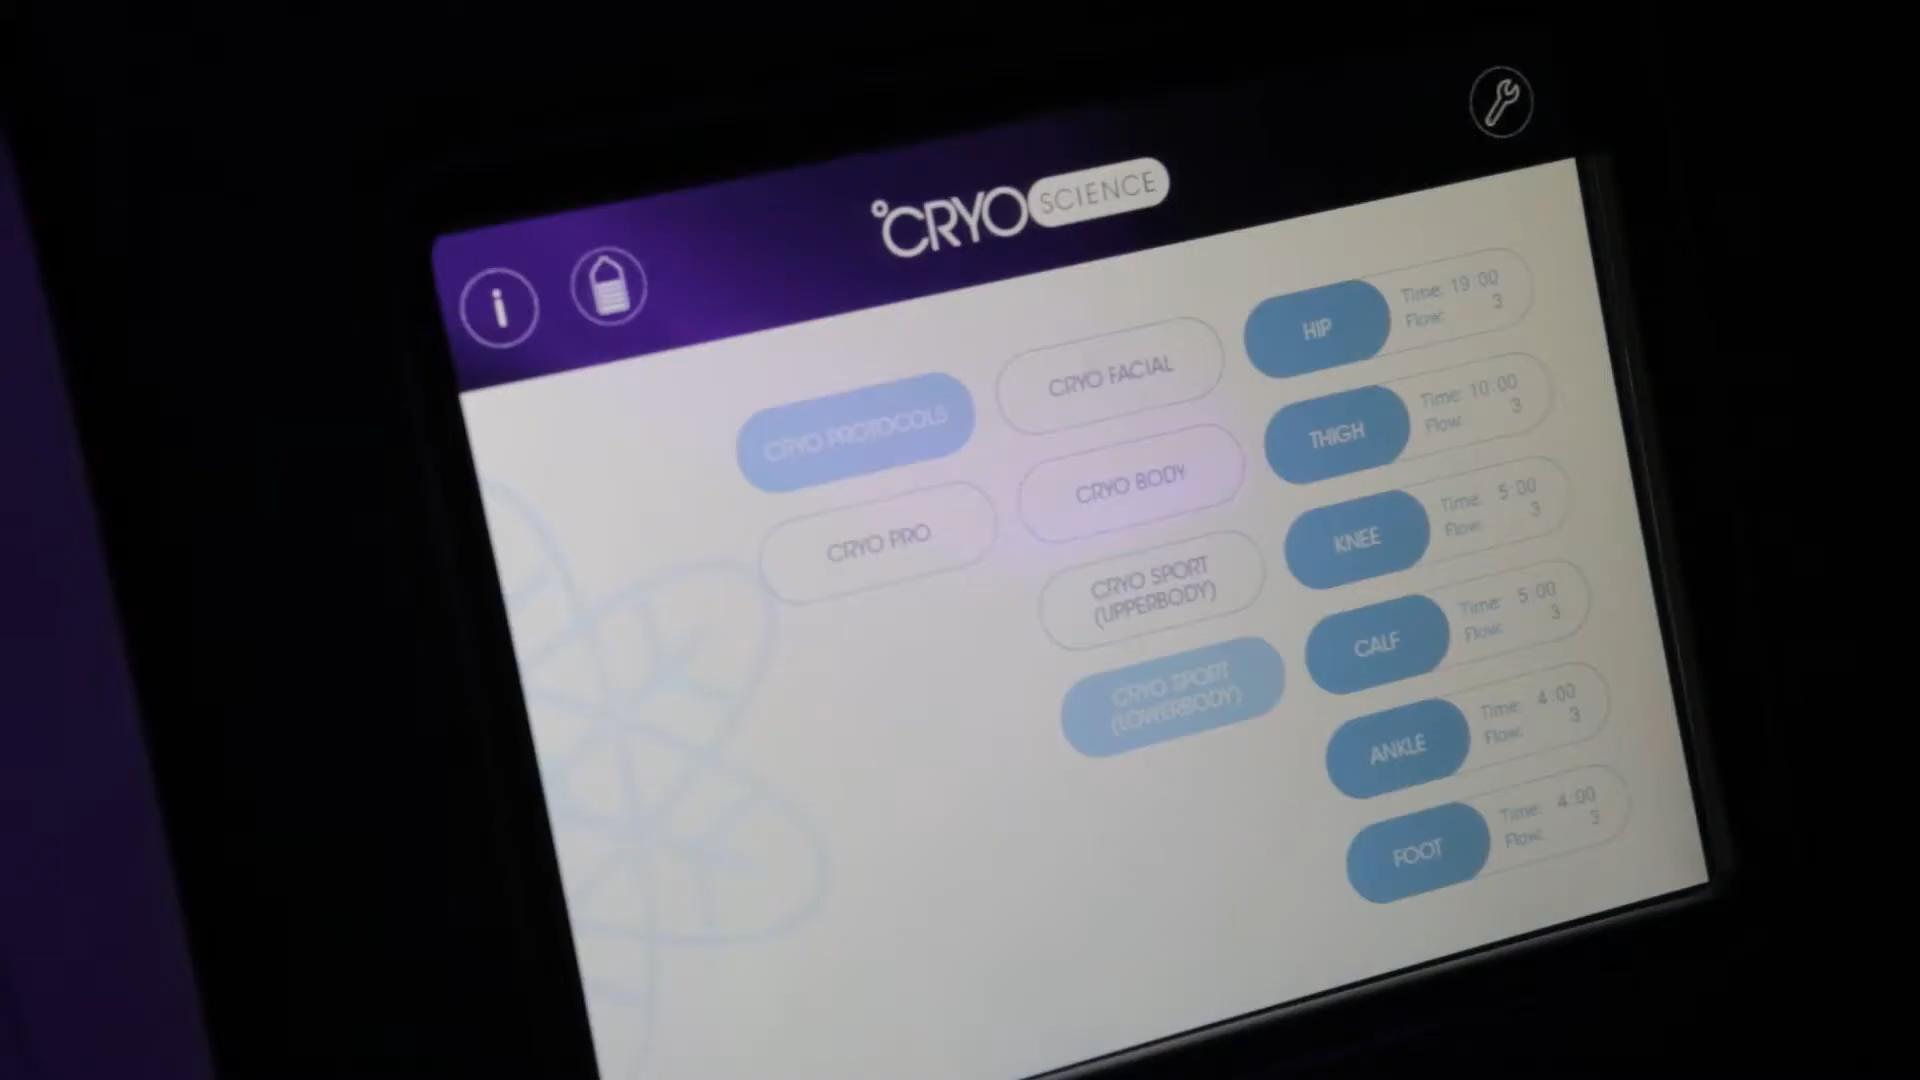 °CRYO SCIENCE
i
CRYO PROTOCOLS
CRYO PRO
CRYO FACIAL
CRYO BODY
CRYO SPORT
(UPPERBODY)
CRYO SPORT
(LOWERBODY)
HIP
Time: 19:00
Flow: 3
THIGH
Time: 10:00
Flow: 3
KNEE
Time: 5:00
Flow: 3
CALF
Time: 5:00
Flow: 3
ANKLE
Time: 4:00
Flow: 3
FOOT
Time: 4:00
Flow: 3